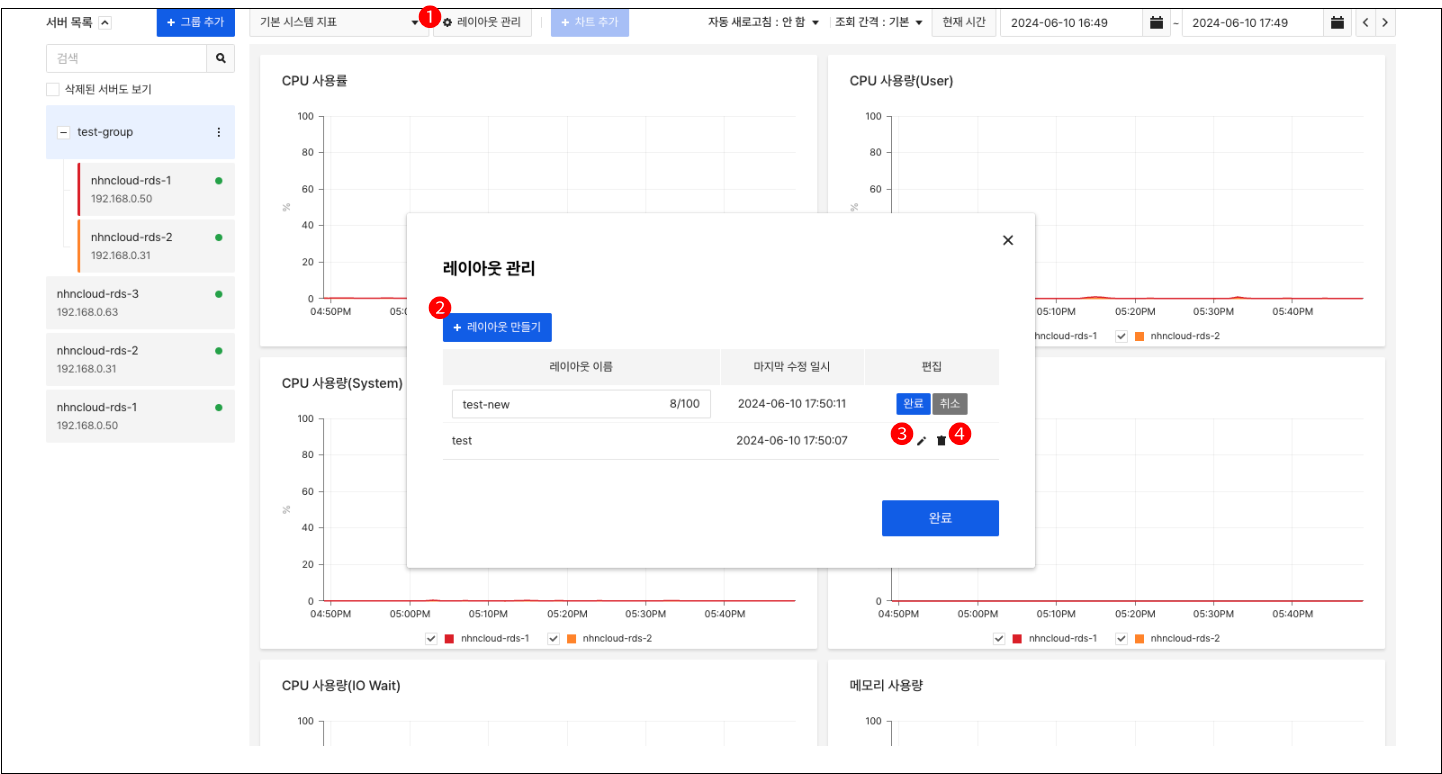 서버 목록
+ 그룹 추가
기본 시스템 지표
1
레이아웃 관리
+ 차트 추가
자동 새로고침 : 안 함
조회 간격 : 기본
현재 시간
2024-06-10 16:49
~
2024-06-10 17:49
검색
삭제된 서버도 보기
test-group
nhncloud-rds-1
192.168.0.50
nhncloud-rds-2
192.168.0.31
nhncloud-rds-3
192.168.0.63
nhncloud-rds-2
192.168.0.31
nhncloud-rds-1
192.168.0.50
CPU 사용률
100
80
60
%
40
20
0
04:50PM
CPU 사용량(User)
100
80
60
%
05:10PM
05:20PM
05:30PM
05:40PM
nhncloud-rds-2
레이아웃 관리
2
+ 레이아웃 만들기
레이아웃 이름
마지막 수정 일시
편집
test-new
8/100
2024-06-10 17:50:11
완료
취소
test
2024-06-10 17:50:07
3
4
완료
CPU 사용량(System)
100
80
60
%
40
20
0
04:50PM
05:00PM
05:10PM
05:20PM
05:30PM
05:40PM
nhncloud-rds-1
nhncloud-rds-2
0
04:50PM
05:00PM
05:10PM
05:20PM
05:30PM
05:40PM
nhncloud-rds-1
nhncloud-rds-2
CPU 사용량(IO Wait)
100
메모리 사용량
100